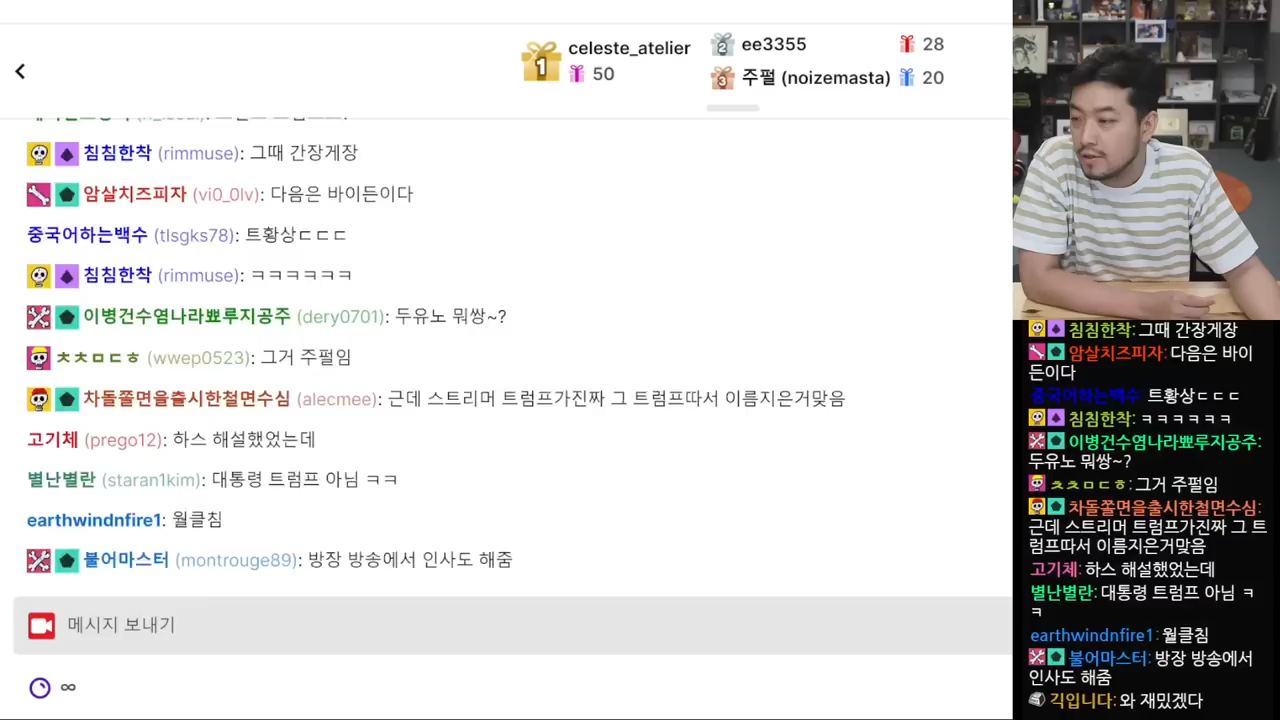 celeste_atelier
50
ee3355
28
주펄 (noizemasta)
20
1
2
3
침침한착 (rimmuse): 그때 간장게장
암살치즈피자 (vi0_0lv): 다음은 바이든이다
중국어하는백수 (tlsgks78): 트황상ㄷㄷㄷ
침침한착 (rimmuse): ㅋㅋㅋㅋㅋㅋ
이병건수염나라뾰루지공주 (dery0701): 두유노 뭐쌍~?
ㅊㅊㅁㄷㅎ (wwep0523): 그거 주펄임
차돌쫄면을출시한철면수심 (alecmee): 근데 스트리머 트럼프가진짜 그 트럼프따서 이름지은거맞음
고기체 (prego12): 하스 해설했었는데
별난별란 (staran1kim): 대통령 트럼프 아님 ㅋㅋ
earthwindnfire1: 월클침
불어마스터 (montrouge89): 방장 방송에서 인사도 해줌
메시지 보내기
∞
침침한착: 그때 간장게장
암살치즈피자: 다음은 바이
든이다
중국어하는백수: 트황상ㄷㄷㄷ
침침한착: ㅋㅋㅋㅋㅋㅋ
이병건수염나라뾰루지공주:
두유노 뭐쌍~?
ㅊㅊㅁㄷㅎ: 그거 주펄임
차돌쫄면을출시한철면수심:
근데 스트리머 트럼프가진짜 그 트
럼프따서 이름지은거맞음
고기체: 하스 해설했었는데
별난별란: 대통령 트럼프 아님 ㅋ
ㅋ
earthwindnfire1: 월클침
불어마스터: 방장 방송에서
인사도 해줌
긱입니다: 와 재밌겠다